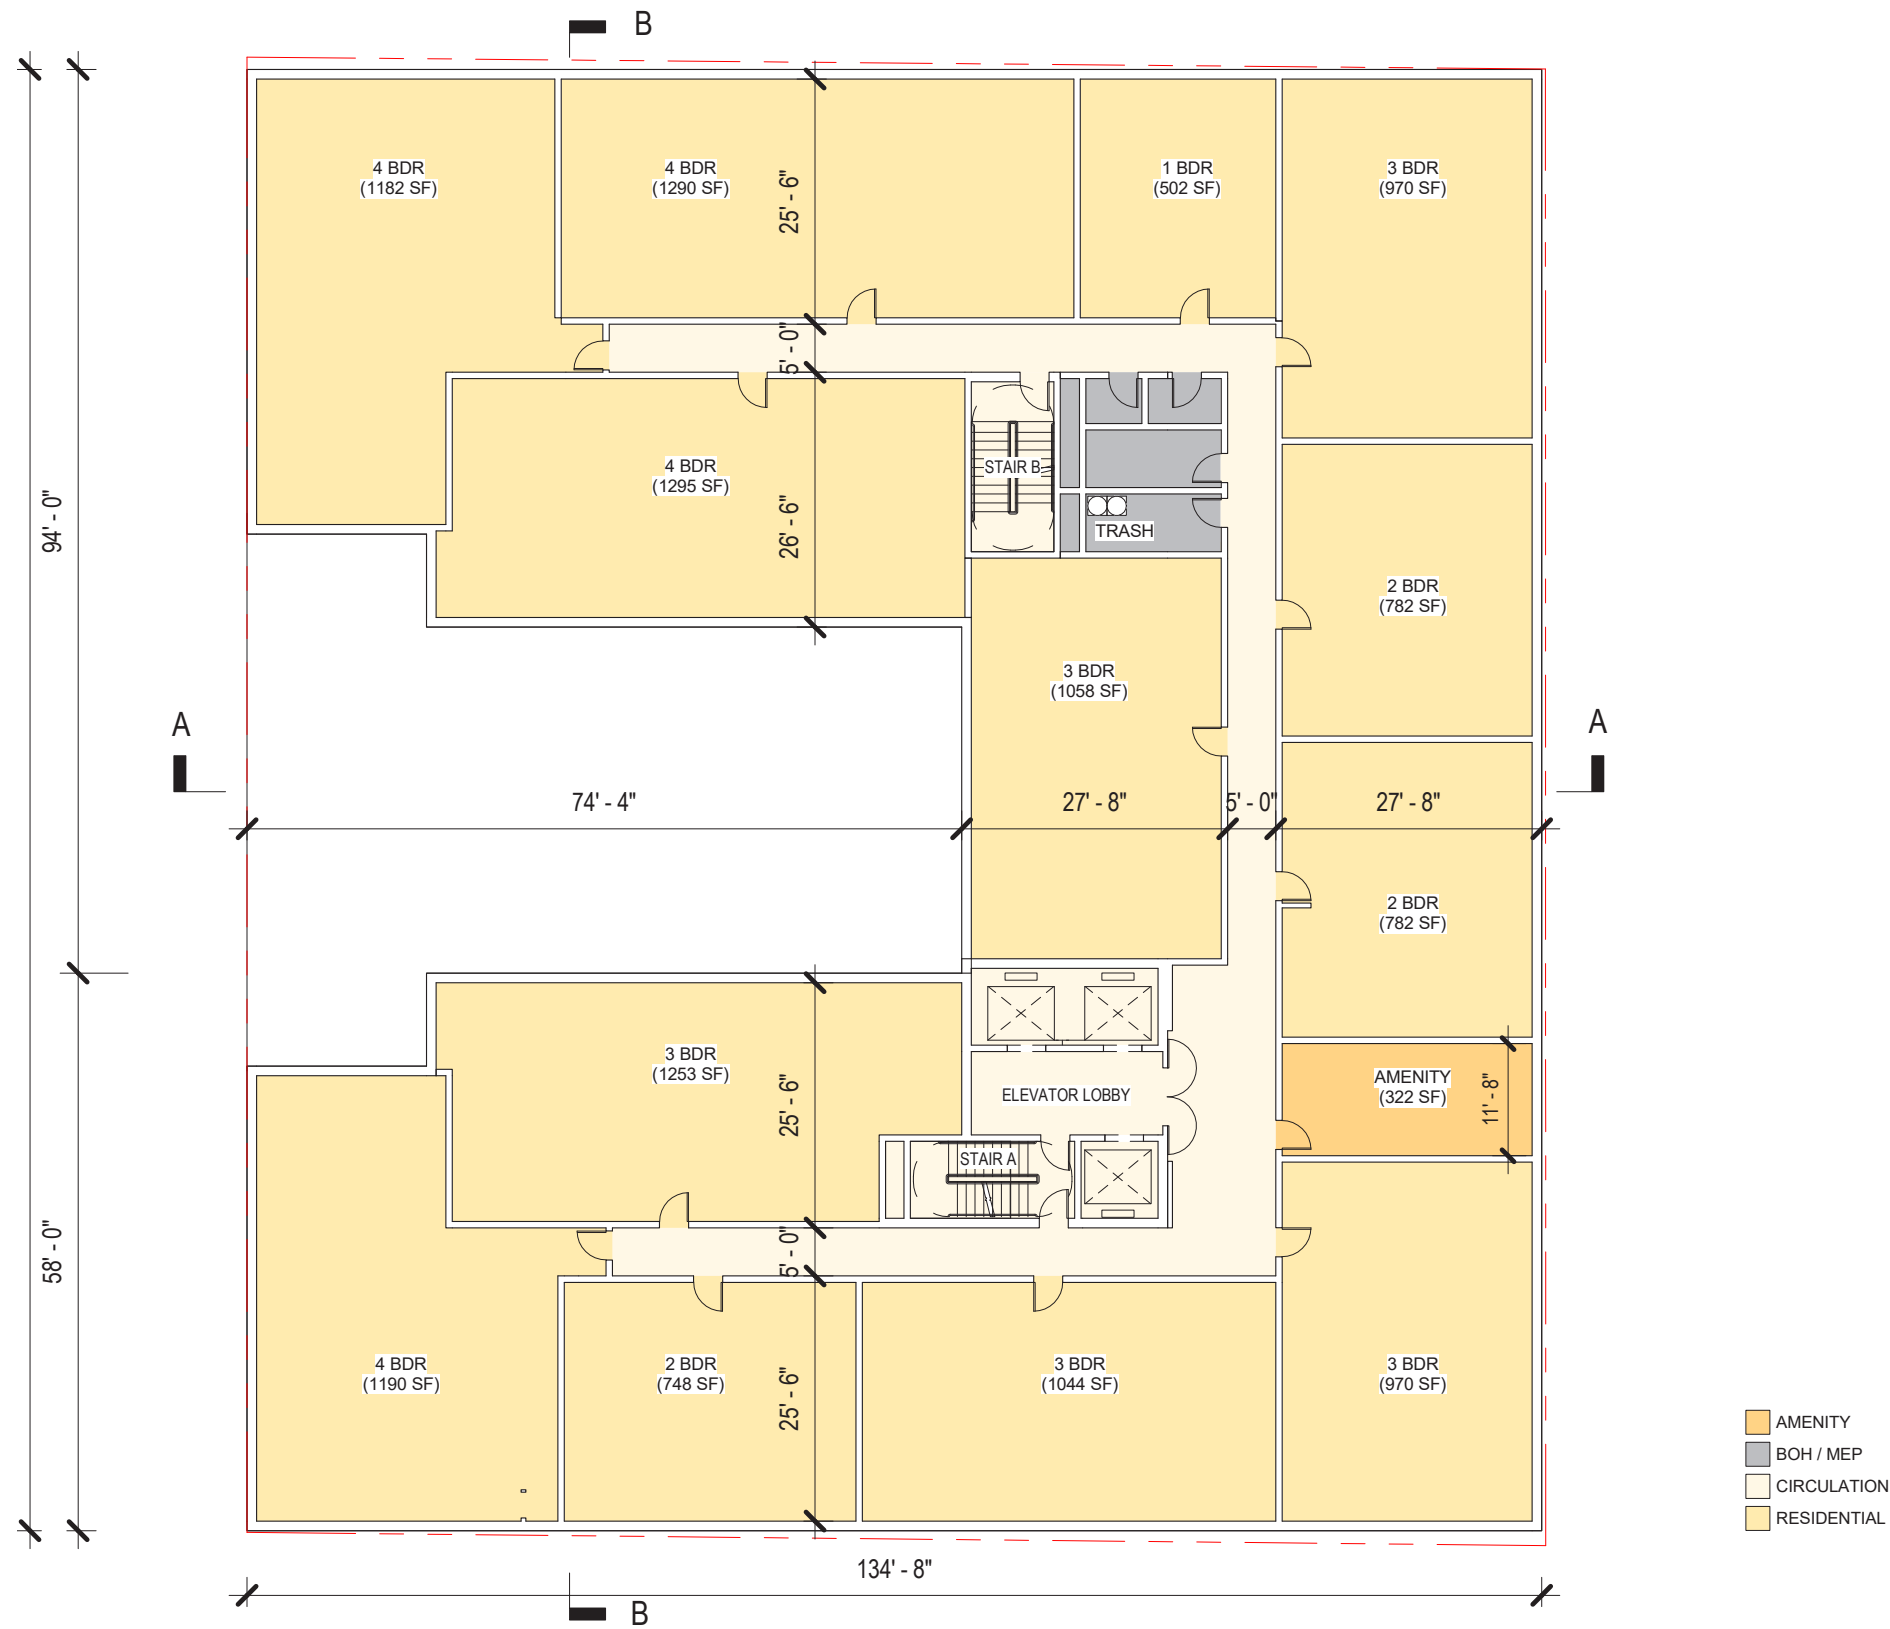 B
4 BDR
(1182 SF)
4 BDR
(1290 SF)
25' - 6"
1 BDR
(502 SF)
3 BDR
(970 SF)
5' - 0"
4 BDR
(1295 SF)
26' - 6"
STAIR B
TRASH
94' - 0"
2 BDR
(782 SF)
3 BDR
(1058 SF)
A
A
74' - 4"
27' - 8"
5' - 0"
27' - 8"
2 BDR
(782 SF)
3 BDR
(1253 SF)
25' - 6"
ELEVATOR LOBBY
AMENITY
(322 SF)
11' - 8"
STAIR A
58' - 0"
5' - 0"
4 BDR
(1190 SF)
2 BDR
(748 SF)
25' - 6"
3 BDR
(1044 SF)
3 BDR
(970 SF)
AMENITY
BOH / MEP
CIRCULATION
RESIDENTIAL
134' - 8"
B